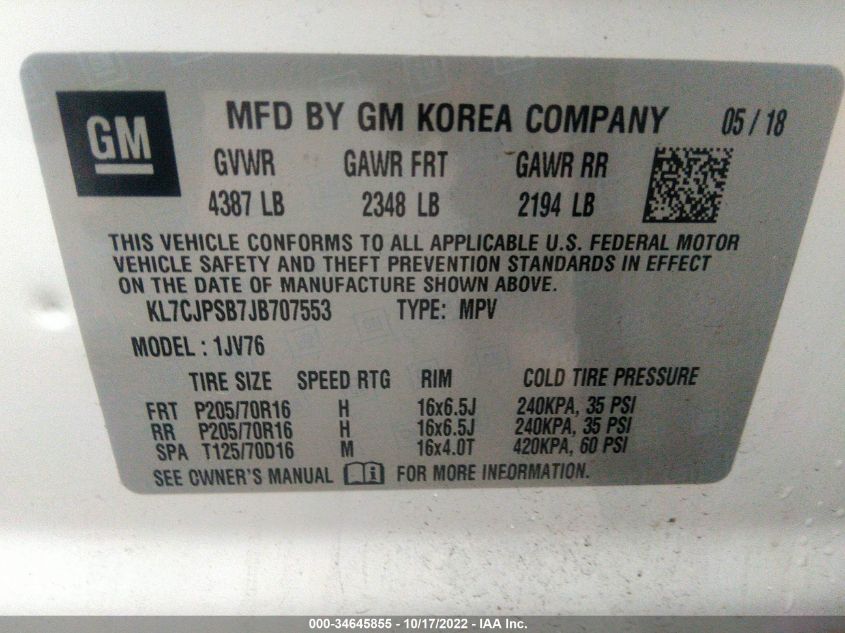 GM MFD BY GM KOREA COMPANY 05/18
GVWR GAWR FRT GAWR RR
4387 LB 2348 LB 2194 LB
THIS VEHICLE CONFORMS TO ALL APPLICABLE U.S. FEDERAL MOTOR
VEHICLE SAFETY AND THEFT PREVENTION STANDARDS IN EFFECT
ON THE DATE OF MANUFACTURE SHOWN ABOVE.
KL7CJPSB7JB707553 TYPE: MPV
MODEL : 1JV76
TIRE SIZE SPEED RTG RIM COLD TIRE PRESSURE
FRT P205/70R16 H 16x6.5J 240KPA, 35 PSI
RR P205/70R16 H 16x6.5J 240KPA, 35 PSI
SPA T125/70D16 M 16x4.0T 420KPA, 60 PSI
SEE OWNER'S MANUAL FOR MORE INFORMATION.
000-34645855 - 10/17/2022 - IAA Inc.